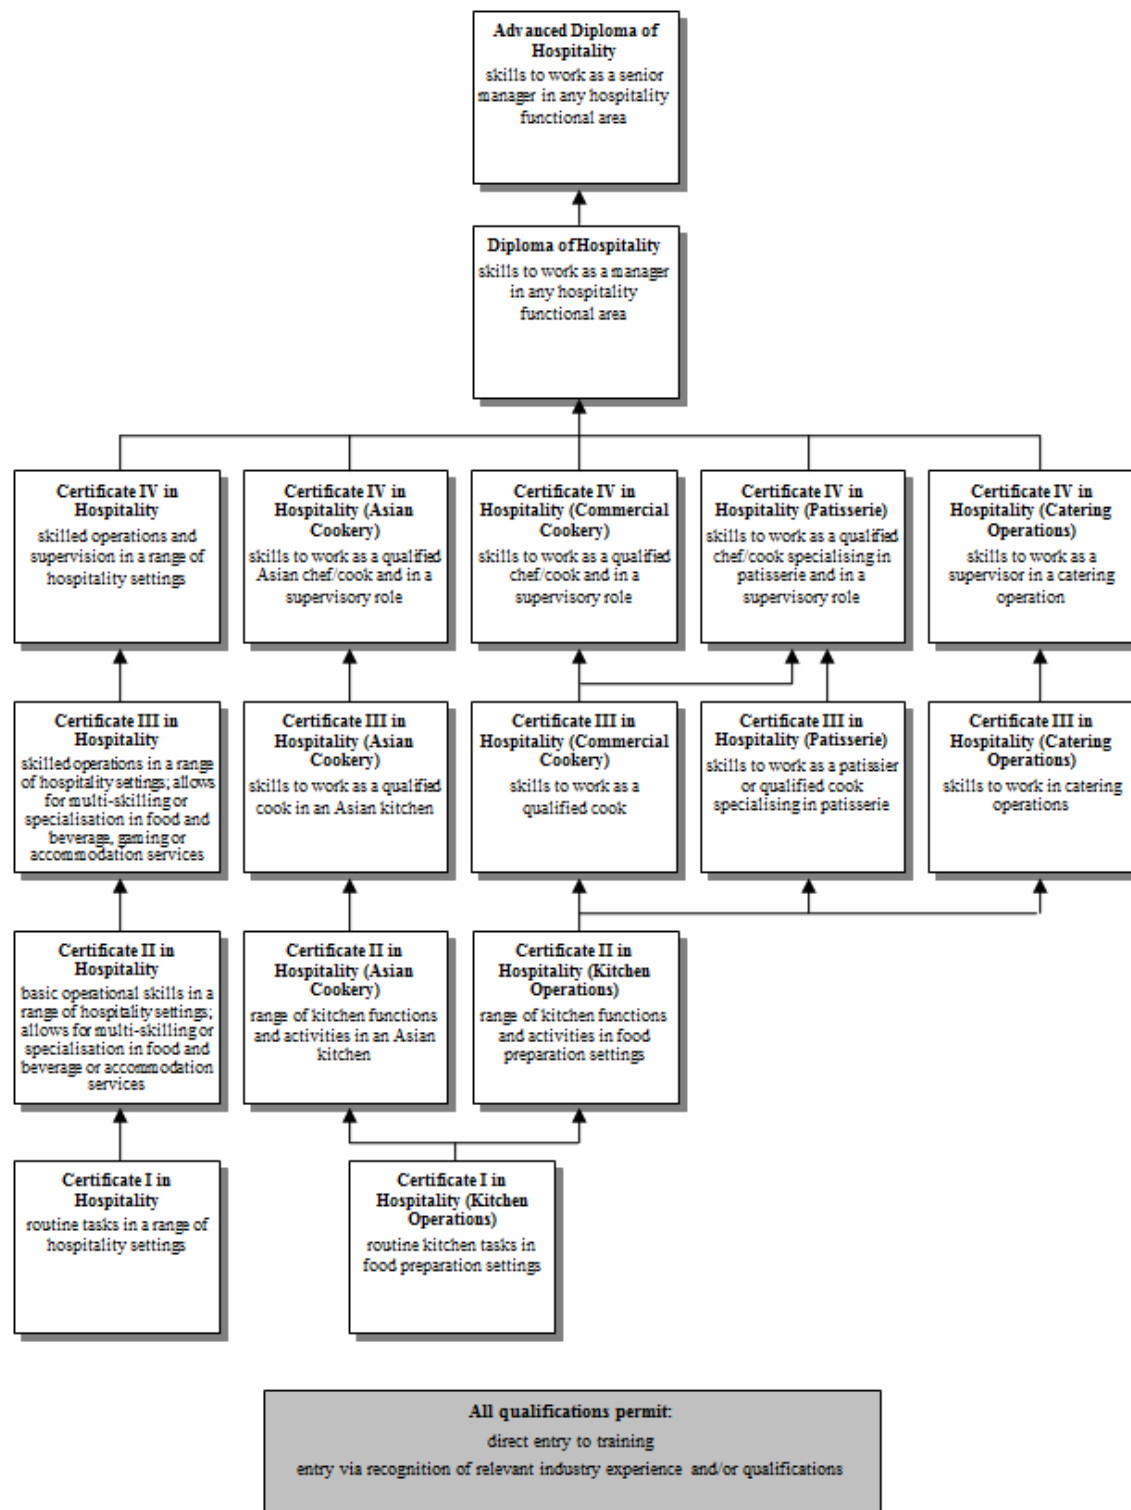 Advanced Diploma of
Hospitality
skills to work as a senior
manager in any hospitality
functional area
Diploma of Hospitality
skills to work as a manager
in any hospitality
functional area
Certificate IV in
Hospitality
skilled operations and
supervision in a range of
hospitality settings
Certificate IV in
Hospitality (Asian
Cookery)
skills to work as a qualified
Asian chef/cook and in a
supervisory role
Certificate IV in
Hospitality (Commercial
Cookery)
skills to work as a qualified
chef/cook and in a
supervisory role
Certificate IV in
Hospitality (Patisserie)
skills to work as a qualified
chef/cook specialising in
patisserie and in a
supervisory role
Certificate IV in
Hospitality (Catering
Operations)
skills to work as a
supervisor in a catering
operation
Certificate III in
Hospitality
skilled operations in a range
of hospitality settings; allows
for multi-skilling or
specialisation in food and
beverage, gaming or
accommodation services
Certificate III in
Hospitality (Asian
Cookery)
skills to work as a qualified
cook in an Asian kitchen
Certificate III in
Hospitality (Commercial
Cookery)
skills to work as a
qualified cook
Certificate III in
Hospitality (Patisserie)
skills to work as a patissier
or qualified cook
specialising in patisserie
Certificate III in
Hospitality (Catering
Operations)
skills to work in catering
operations
Certificate II in
Hospitality
basic operational skills in a
range of hospitality settings;
allows for multi-skilling or
specialisation in food and
beverage or accommodation
services
Certificate II in
Hospitality (Asian
Cookery)
range of kitchen functions
and activities in an Asian
kitchen
Certificate II in
Hospitality (Kitchen
Operations)
range of kitchen functions
and activities in food
preparation settings
Certificate I in
Hospitality
routine tasks in a range of
hospitality settings
Certificate I in
Hospitality (Kitchen
Operations)
routine kitchen tasks in
food preparation settings
All qualifications permit:
direct entry to training
entry via recognition of relevant industry experience and/or qualifications